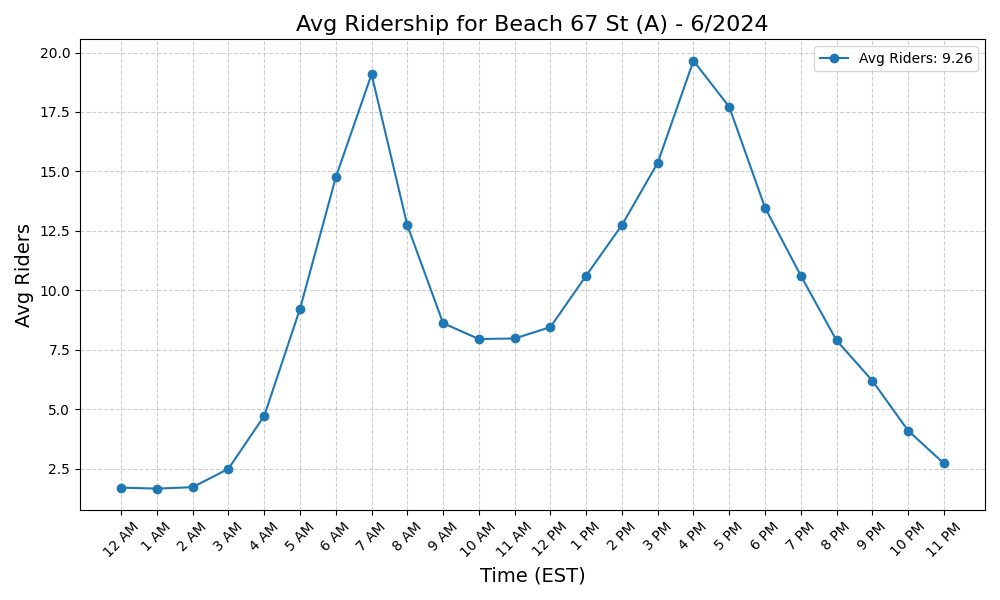 Avg Ridership for Beach 67 St (A) - 6/2024
Avg Riders: 9.26
Avg Riders
20.0
17.5
15.0
12.5
10.0
7.5
5.0
2.5
12 AM
1 AM
2 AM
3 AM
4 AM
5 AM
6 AM
7 AM
8 AM
9 AM
10 AM
11 AM
12 PM
1 PM
2 PM
3 PM
4 PM
5 PM
6 PM
7 PM
8 PM
9 PM
10 PM
11 PM
Time (EST)